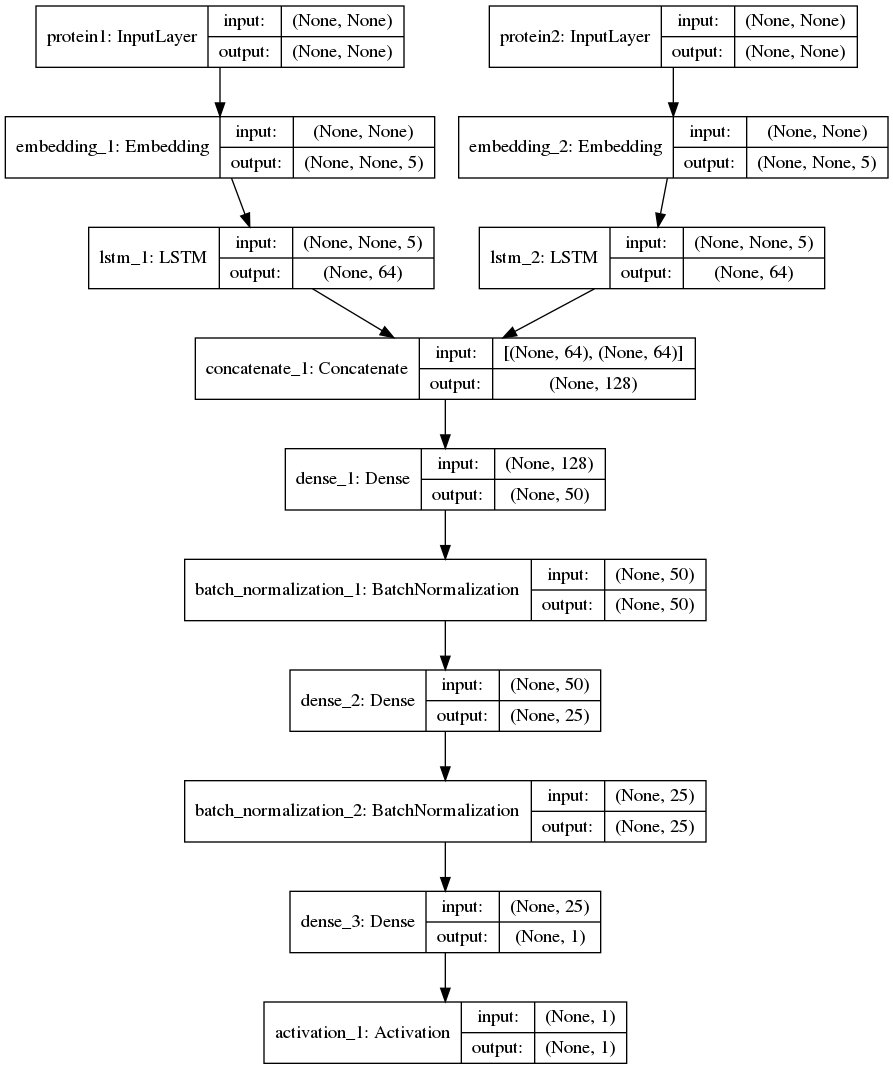 protein1: InputLayer
input: (None, None)
output: (None, None)
protein2: InputLayer
input: (None, None)
output: (None, None)
embedding_1: Embedding
input: (None, None)
output: (None, None, 5)
embedding_2: Embedding
input: (None, None)
output: (None, None, 5)
lstm_1: LSTM
input: (None, None, 5)
output: (None, 64)
lstm_2: LSTM
input: (None, None, 5)
output: (None, 64)
concatenate_1: Concatenate
input: [(None, 64), (None, 64)]
output: (None, 128)
dense_1: Dense
input: (None, 128)
output: (None, 50)
batch_normalization_1: BatchNormalization
input: (None, 50)
output: (None, 50)
dense_2: Dense
input: (None, 50)
output: (None, 25)
batch_normalization_2: BatchNormalization
input: (None, 25)
output: (None, 25)
dense_3: Dense
input: (None, 25)
output: (None, 1)
activation_1: Activation
input: (None, 1)
output: (None, 1)